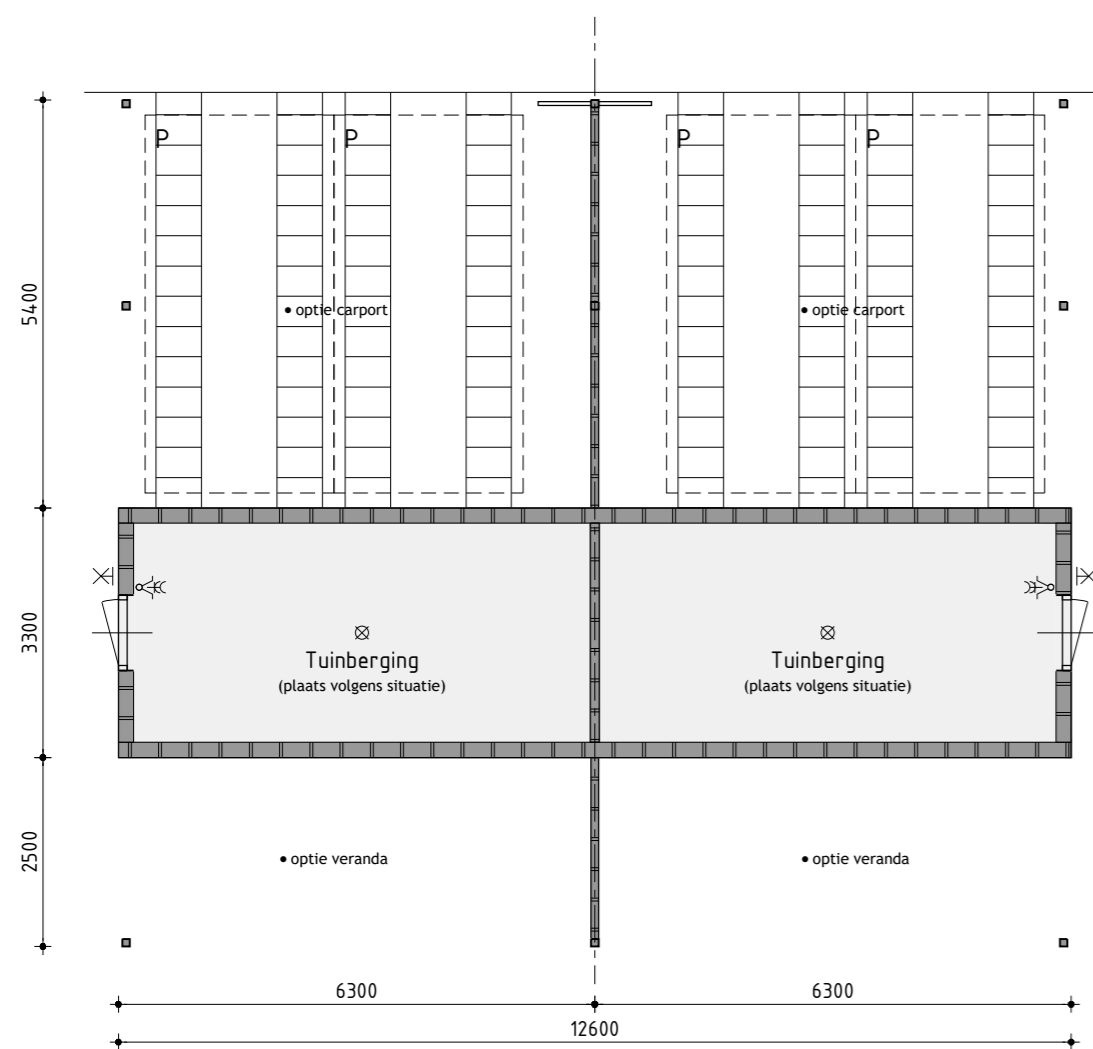 P
P
P
P
5400
• optie carport
• optie carport
3300
Tuinberging
(plaats volgens situatie)
Tuinberging
(plaats volgens situatie)
2500
• optie veranda
• optie veranda
6300
6300
12600